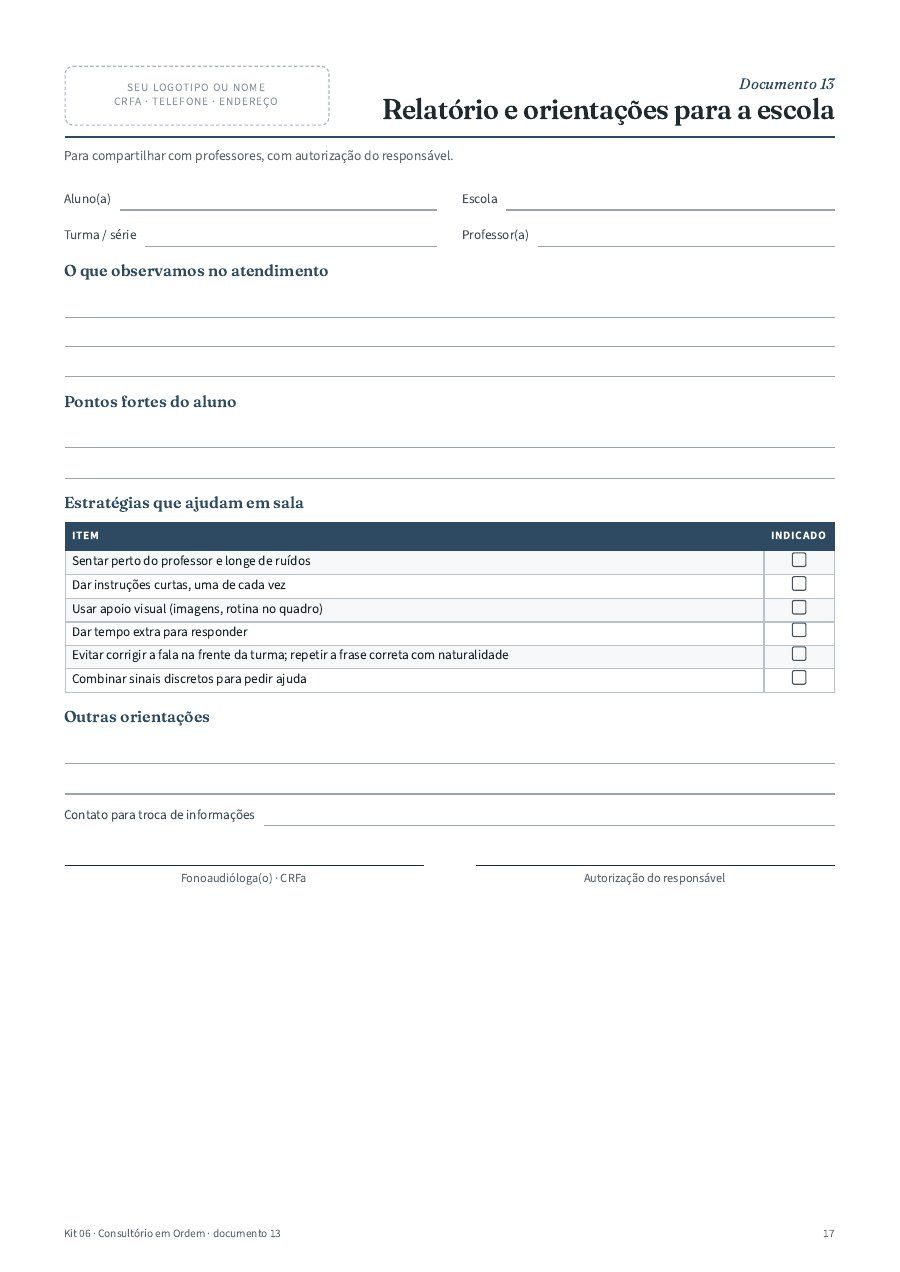 SEU LOGOTIPO OU NOME
CRFA · TELEFONE · ENDEREÇO
Documento 13
Relatório e orientações para a escola
Para compartilhar com professores, com autorização do responsável.
Aluno(a)
Escola
Turma / série
Professor(a)
O que observamos no atendimento
Pontos fortes do aluno
Estratégias que ajudam em sala
ITEM
INDICADO
Sentar perto do professor e longe de ruídos
Dar instruções curtas, uma de cada vez
Usar apoio visual (imagens, rotina no quadro)
Dar tempo extra para responder
Evitar corrigir a fala na frente da turma; repetir a frase correta com naturalidade
Combinar sinais discretos para pedir ajuda
Outras orientações
Contato para troca de informações
Fonoaudióloga(o) · CRFa
Autorização do responsável
Kit 06 · Consultório em Ordem · documento 13
17